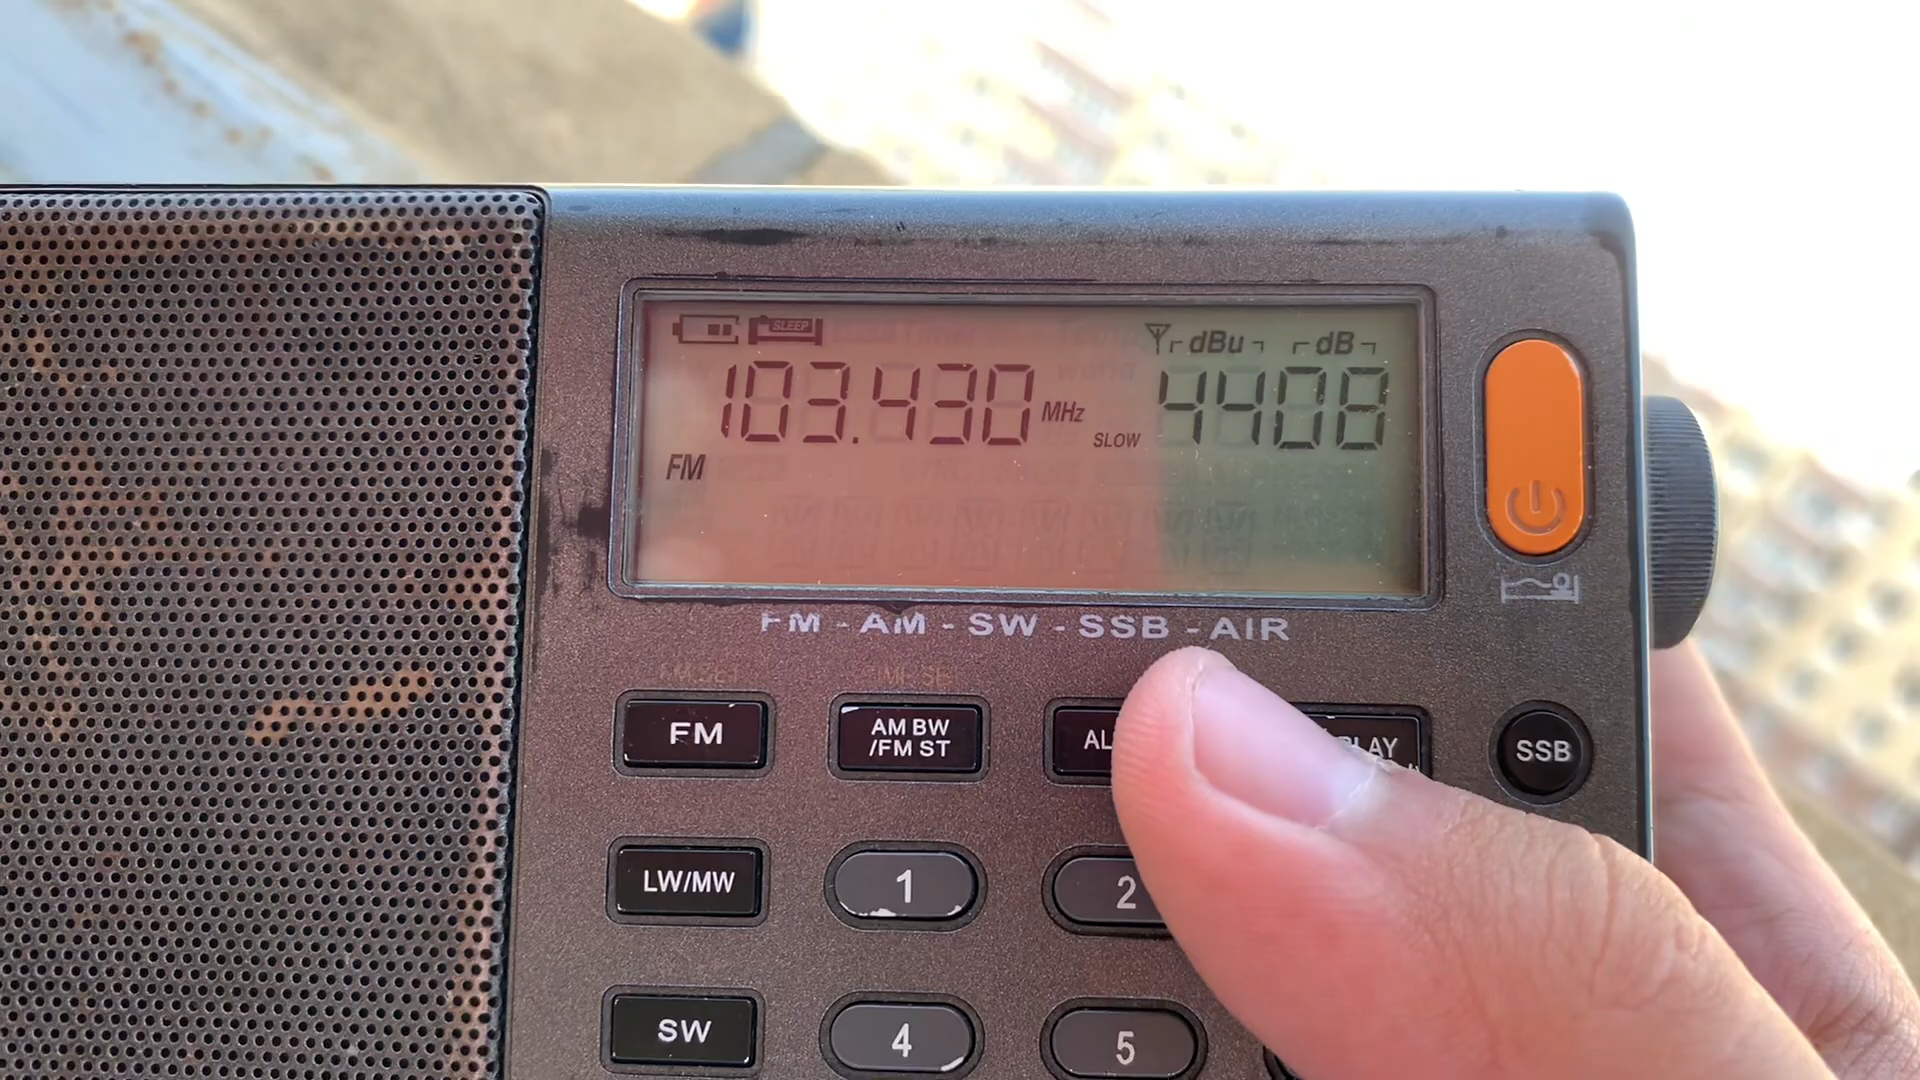 SLEEP
dBu dB
103.430 MHz SLOW 4408
FM
FM - AM - SW - SSB - AIR
FM
AM BW
/FM ST
SSB
LW/MW
1
2
SW
4
5